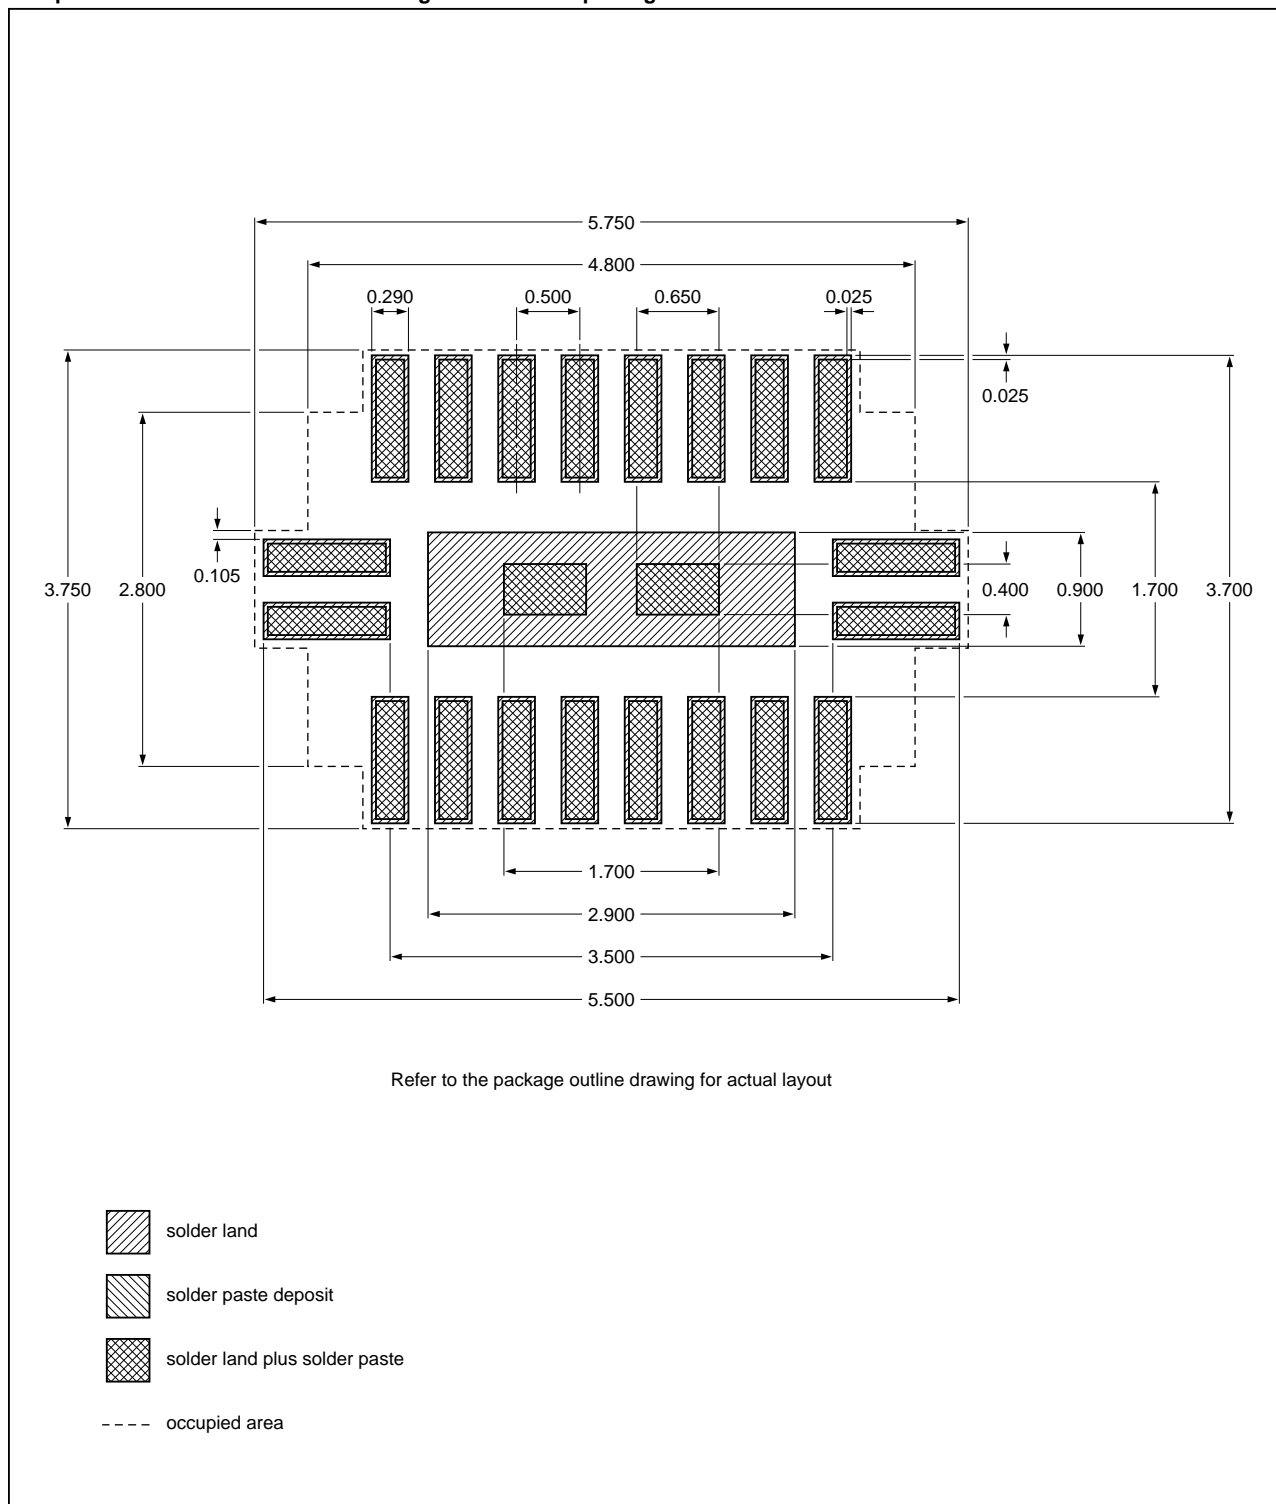 5.750
4.800
0.290 0.500 0.650 0.025
0.025
0.105
3.750 2.800 0.400 0.900 1.700 3.700
1.700
2.900
3.500
5.500
Refer to the package outline drawing for actual layout
solder land
solder paste deposit
solder land plus solder paste
occupied area